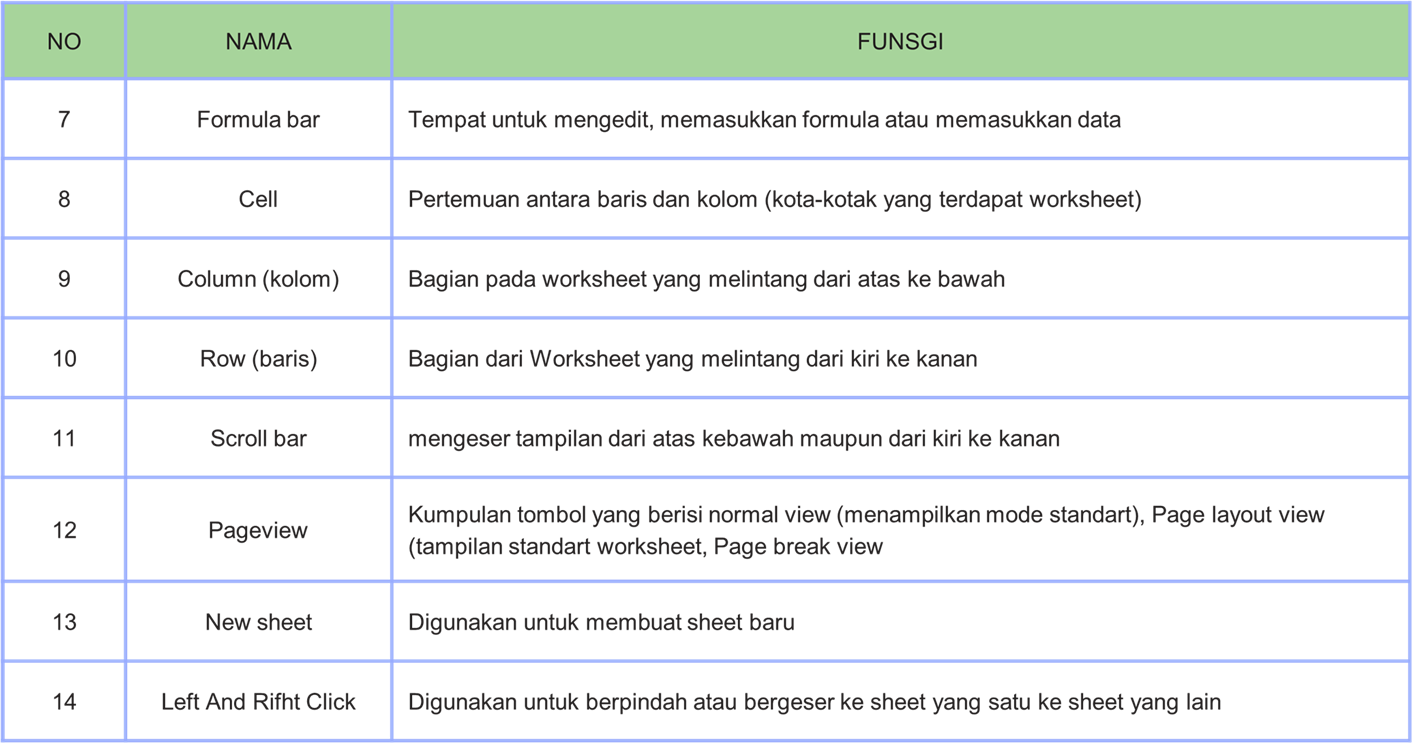 NO NAMA FUNSGI
7 Formula bar Tempat untuk mengedit, memasukkan formula atau memasukkan data
8 Cell Pertemuan antara baris dan kolom (kota-kotak yang terdapat worksheet)
9 Column (kolom) Bagian pada worksheet yang melintang dari atas ke bawah
10 Row (baris) Bagian dari Worksheet yang melintang dari kiri ke kanan
11 Scroll bar mengeser tampilan dari atas kebawah maupun dari kiri ke kanan
12 Pageview Kumpulan tombol yang berisi normal view (menampilkan mode standart), Page layout view
(tampilan standart worksheet, Page break view
13 New sheet Digunakan untuk membuat sheet baru
14 Left And Rifht Click Digunakan untuk berpindah atau bergeser ke sheet yang satu ke sheet yang lain